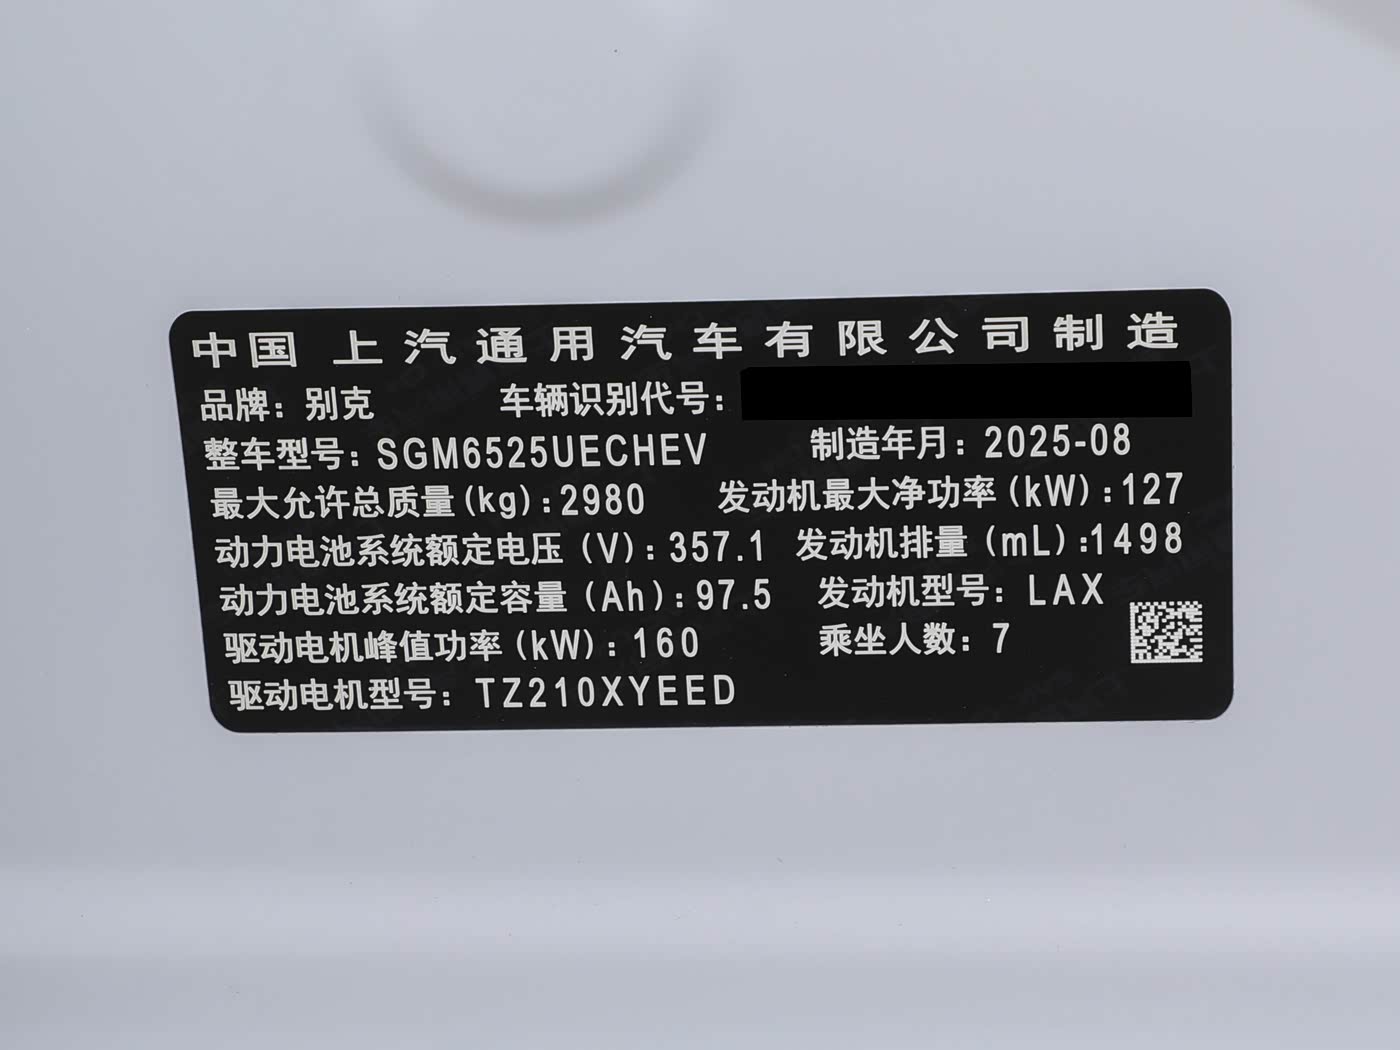 中国 上汽通用汽车有限公司制造
品牌：别克 车辆识别代号：
整车型号：SGM6525UECHEV 制造年月：2025-08
最大允许总质量(kg)：2980 发动机最大净功率(kW)：127
动力电池系统额定电压(V)：357.1 发动机排量(mL)：1498
动力电池系统额定容量(Ah)：97.5 发动机型号：LAX
驱动电机峰值功率(kW)：160 乘坐人数：7
驱动电机型号：TZ210XYEED